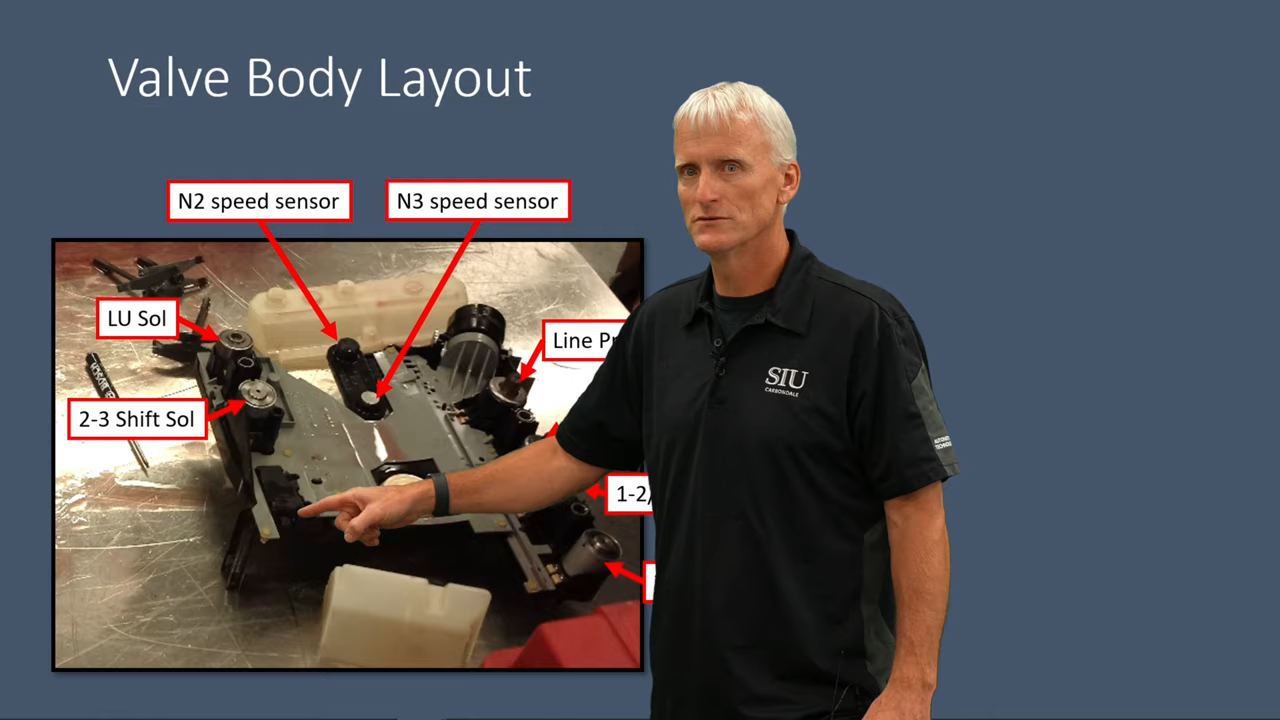 Valve Body Layout
N2 speed sensor
N3 speed sensor
LU Sol
Line
2-3 Shift Sol
1-2/
SIU
CARBONDALE